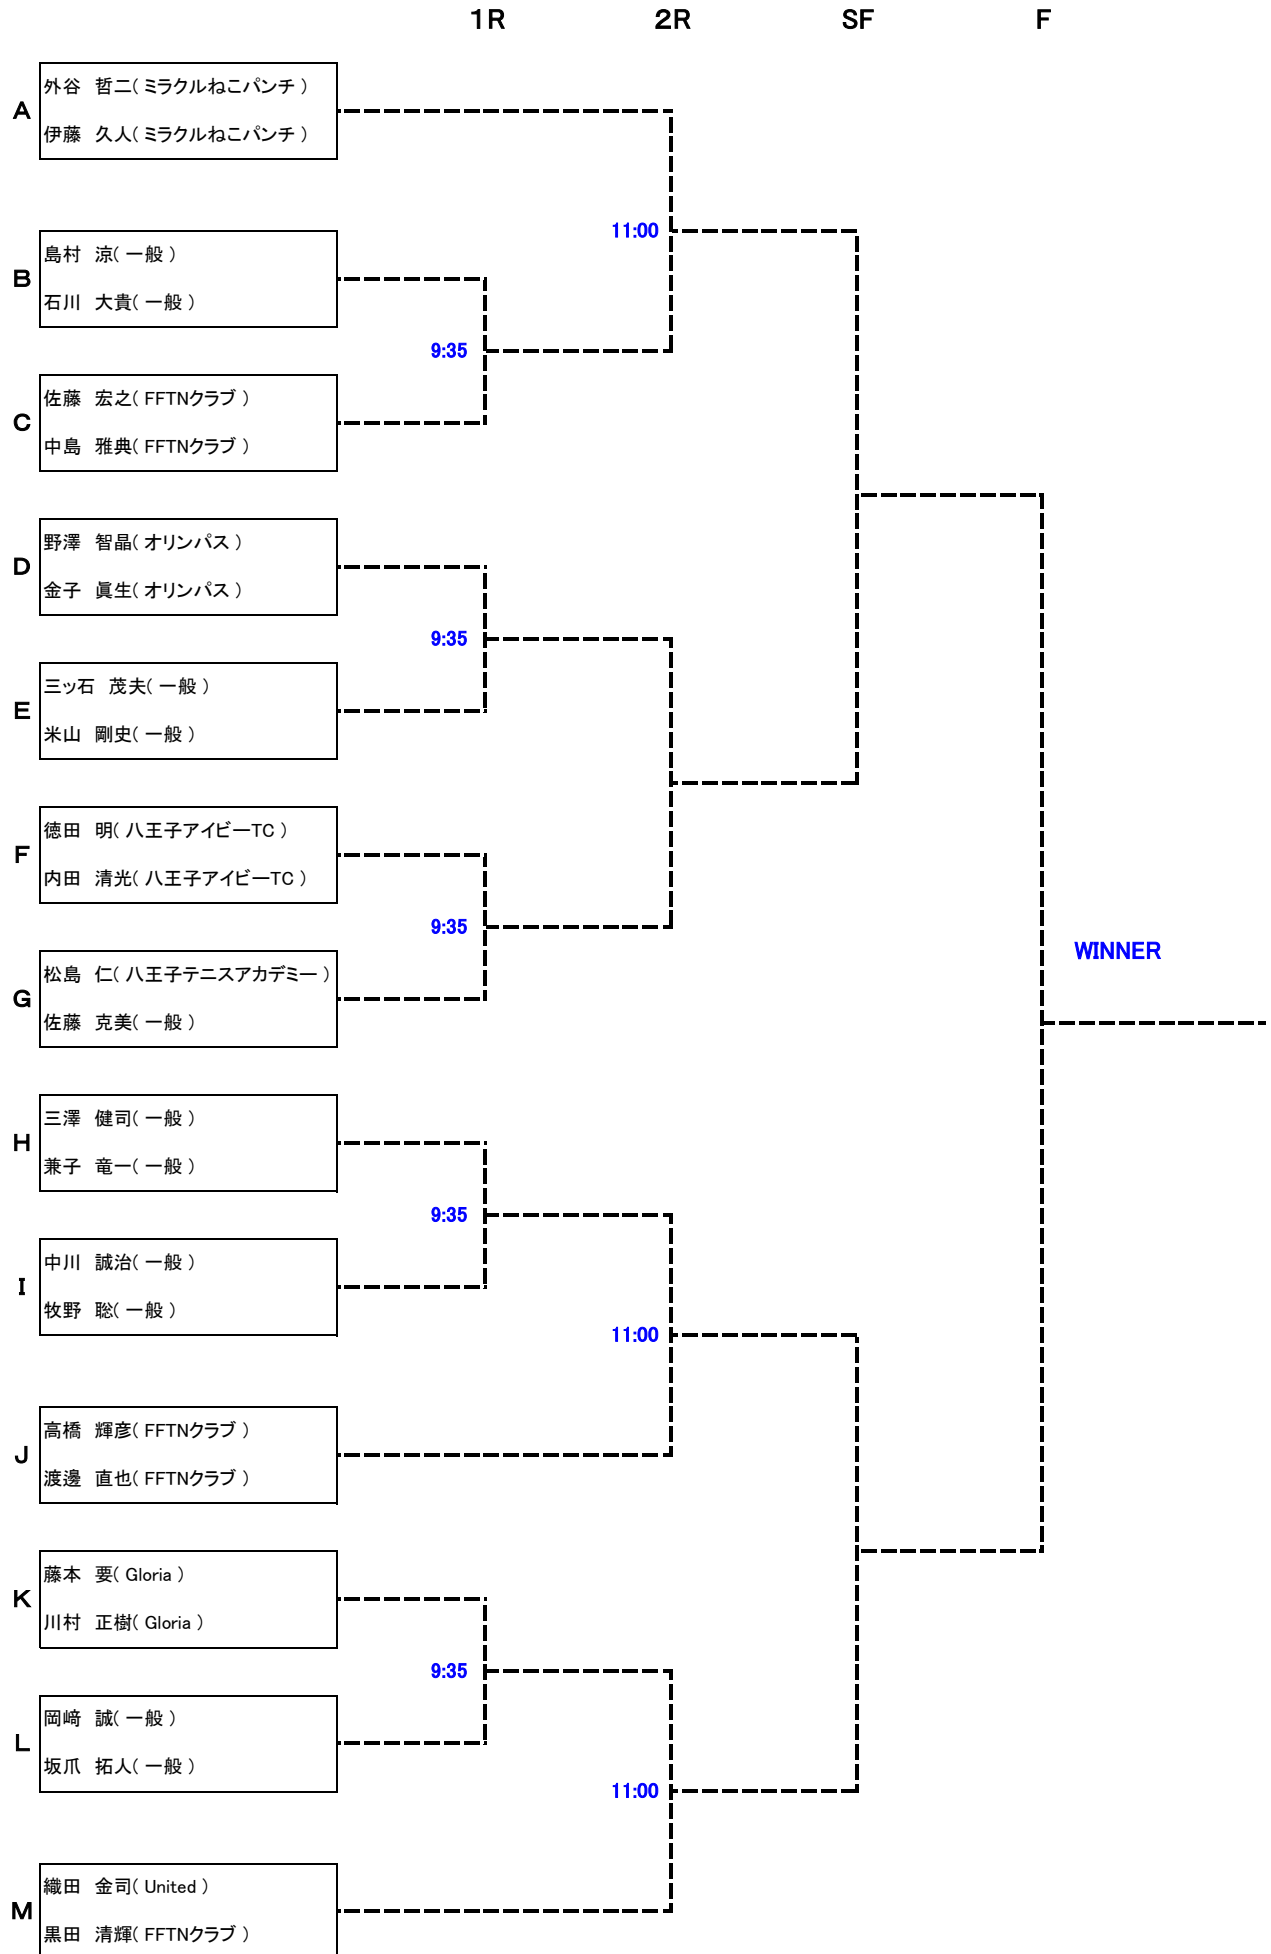 1R 2R SF F
外谷 哲二( ミラクルねこパンチ )
A
伊藤 久人( ミラクルねこパンチ )
11:00
島村 涼( 一般 )
B
石川 大貴( 一般 )
9:35
佐藤 宏之( FFTNクラブ )
C
中島 雅典( FFTNクラブ )
野澤 智晶( オリンパス )
D
金子 眞生( オリンパス )
9:35
三ッ石 茂夫( 一般 )
E
米山 剛史( 一般 )
徳田 明( 八王子アイビーTC )
F
内田 清光( 八王子アイビーTC )
9:35
WINNER
松島 仁( 八王子テニスアカデミー )
G
佐藤 克美( 一般 )
三澤 健司( 一般 )
H
兼子 竜一( 一般 )
9:35
中川 誠治( 一般 )
I
牧野 聡( 一般 )
11:00
高橋 輝彦( FFTNクラブ )
J
渡邊 直也( FFTNクラブ )
藤本 要( Gloria )
K
川村 正樹( Gloria )
9:35
岡﨑 誠( 一般 )
L
坂爪 拓人( 一般 )
11:00
織田 金司( United )
M
黒田 清輝( FFTNクラブ )